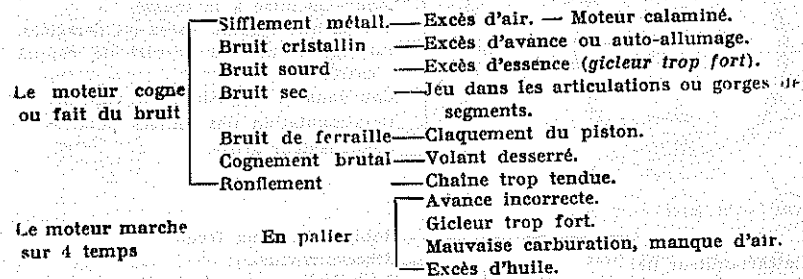 Sifflement métall. — Excès d'air. — Moteur calaminé.
Bruit cristallin — Excès d'avance ou auto-allumage.
Bruit sourd — Excès d'essence (gicleur trop fort).
Le moteur cogne ou fait du bruit
Bruit sec — Jeu dans les articulations ou gorges de
segments.
Bruit de ferraille — Claquement du piston.
Cognement brutal — Volant desserré.
Ronflement — Chaîne trop tendue.
Le moteur marche sur 4 temps
En palier
Avance incorrecte.
Gicleur trop fort.
Mauvaise carburation, manque d'air.
Excès d'huile.